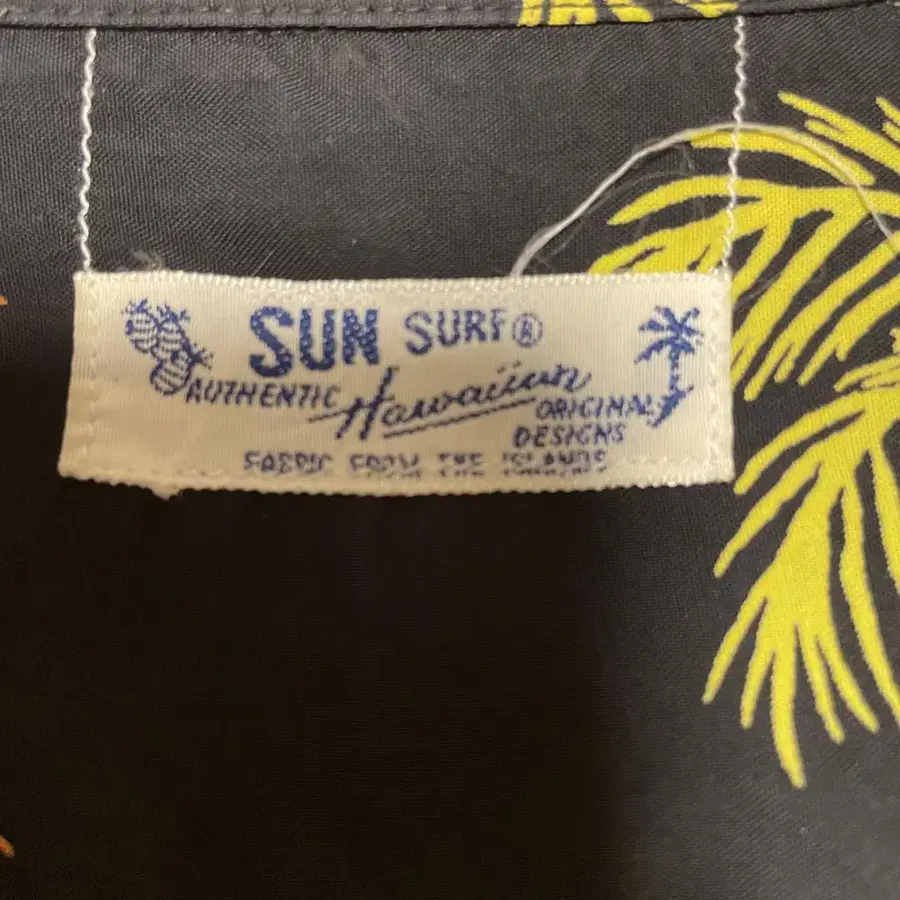 SUN SURF®
AUTHENTIC Hawaiian ORIGINAL
DESIGNS
FABRIC FROM THE ISLANDS